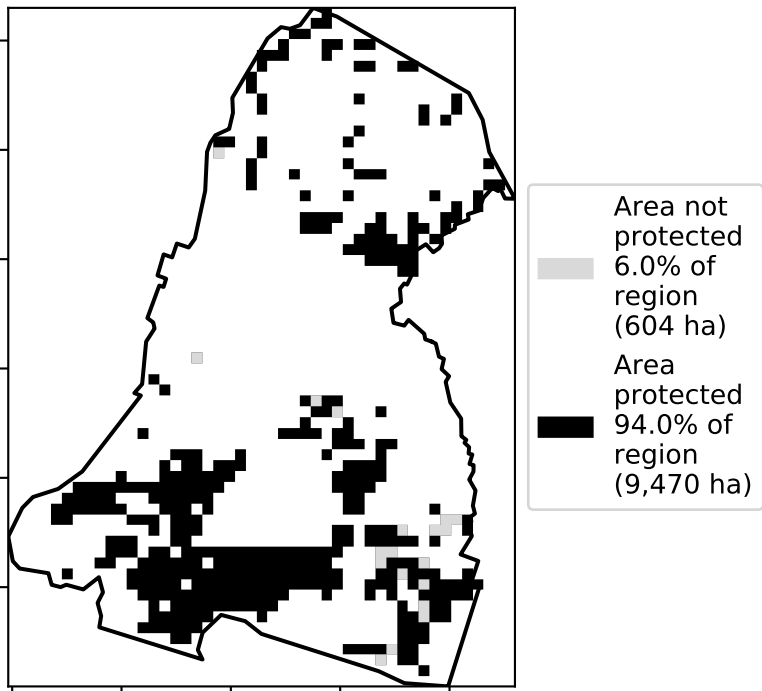 Area not
protected
6.0% of
region
(604 ha)
Area
protected
94.0% of
region
(9,470 ha)